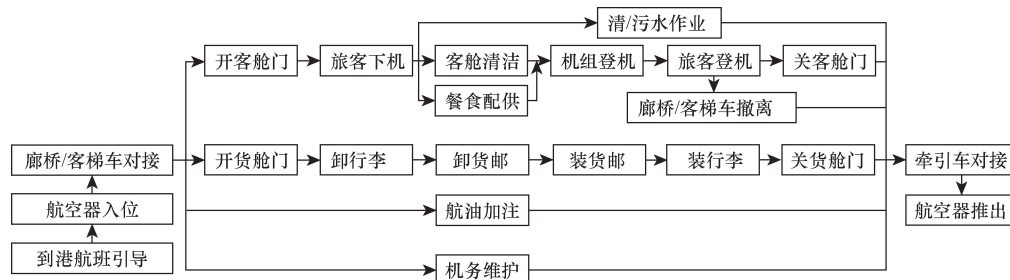 清/污水作业
开客舱门
旅客下机
客舱清洁
机组登机
旅客登机
关客舱门
餐食配供
廊桥/客梯车撤离
廊桥/客梯车对接
开货舱门
卸行李
卸货邮
装货邮
装行李
关货舱门
牵引车对接
航空器入位
航油加注
航空器推出
到港航班引导
机务维护